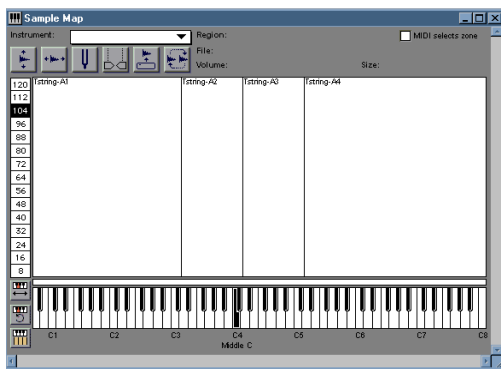 Sample Map
Instrument:
Region:
MIDI selects zone
File:
Volume:
Size:
Tstring-A1
Tstring-A2
Tstring-A3
Tstring-A4
120
112
104
96
88
80
72
64
56
48
40
32
24
16
8
C1 C2 C3 C4 C5 C6 C7 C8
Middle C